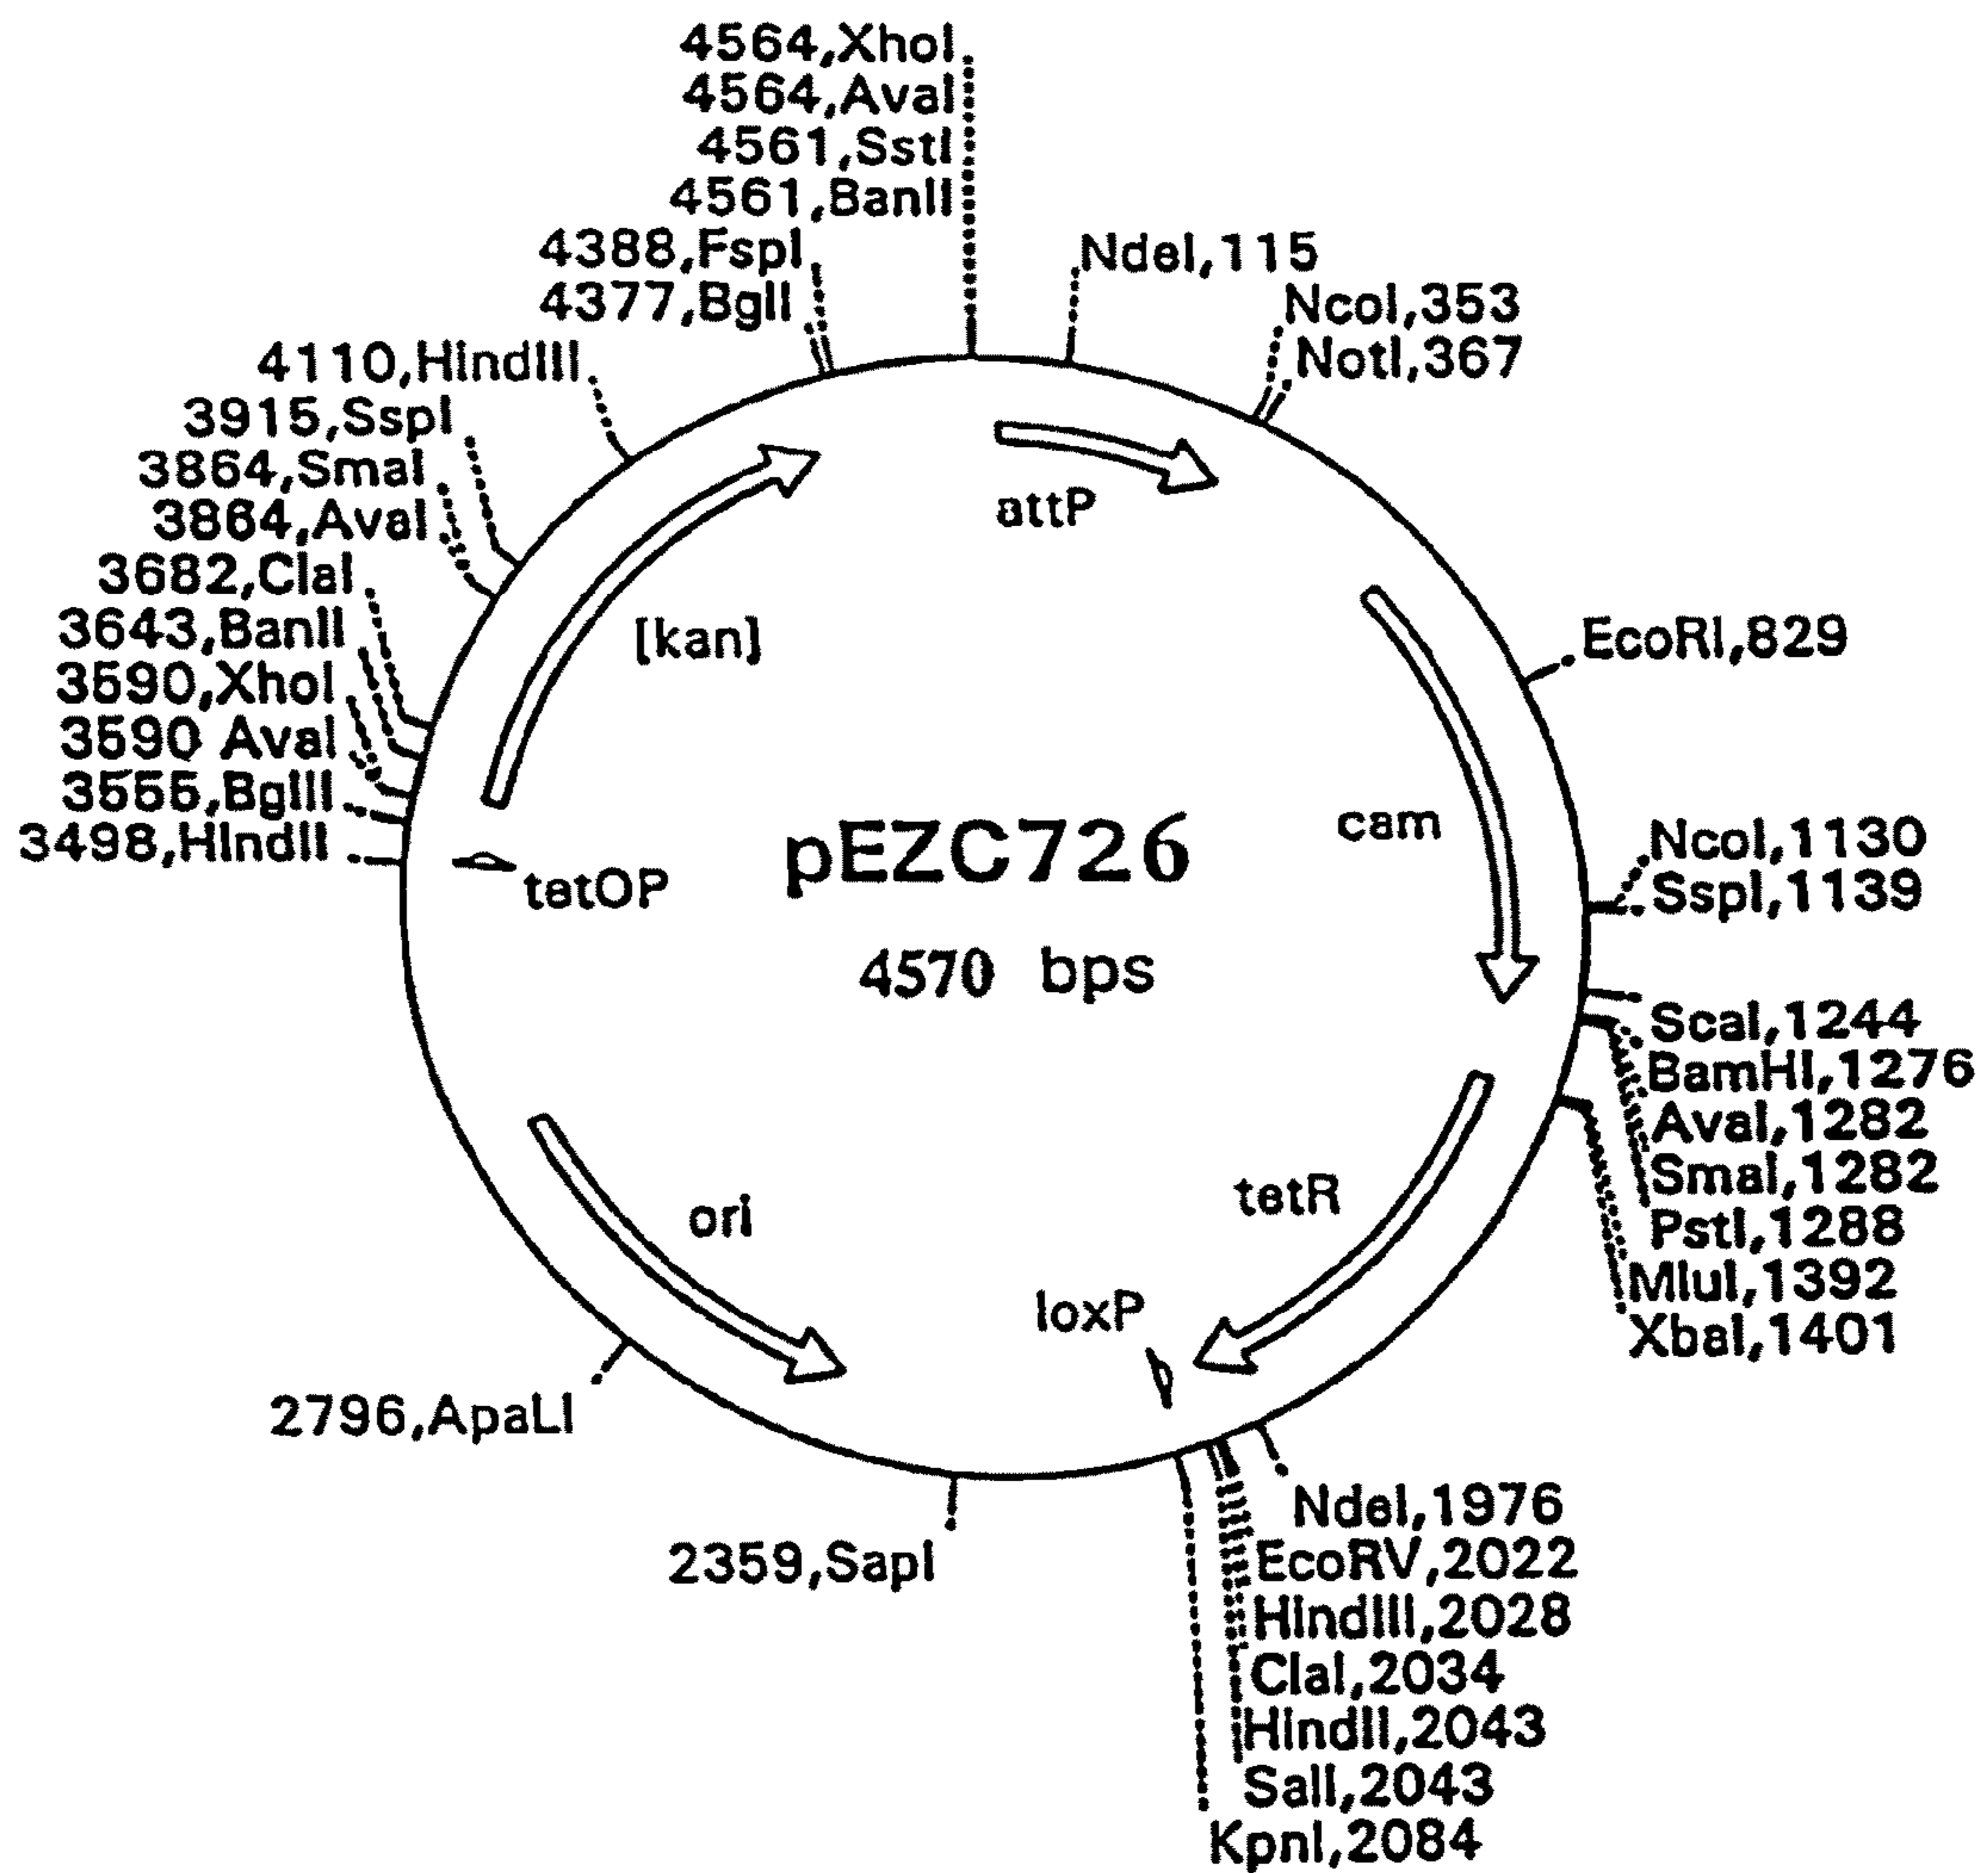 4564,XhoI
4564,AvaI
4561,SstI
4561,BanII
4388,FspI
4377,BglI
4110,HindIII
3915,SspI
3864,SmaI
3864,AvaI
3682,ClaI
3643,BanII
3590,XhoI
3590 AvaI
3555,BglII
3498,HindII
NdeI,115
NcoI,353
NotI,367
EcoRI,829
NcoI,1130
SspI,1139
ScaI,1244
BamHI,1276
AvaI,1282
SmaI,1282
PstI,1288
MluI,1392
XbaI,1401
NdeI,1976
EcoRV,2022
HindIII,2028
ClaI,2034
HindII,2043
SalI,2043
KpnI,2084
2359,SapI
2796,ApaLI
attP
[kan]
cam
tetOP
pEZC726
4570 bps
tetR
ori
loxP